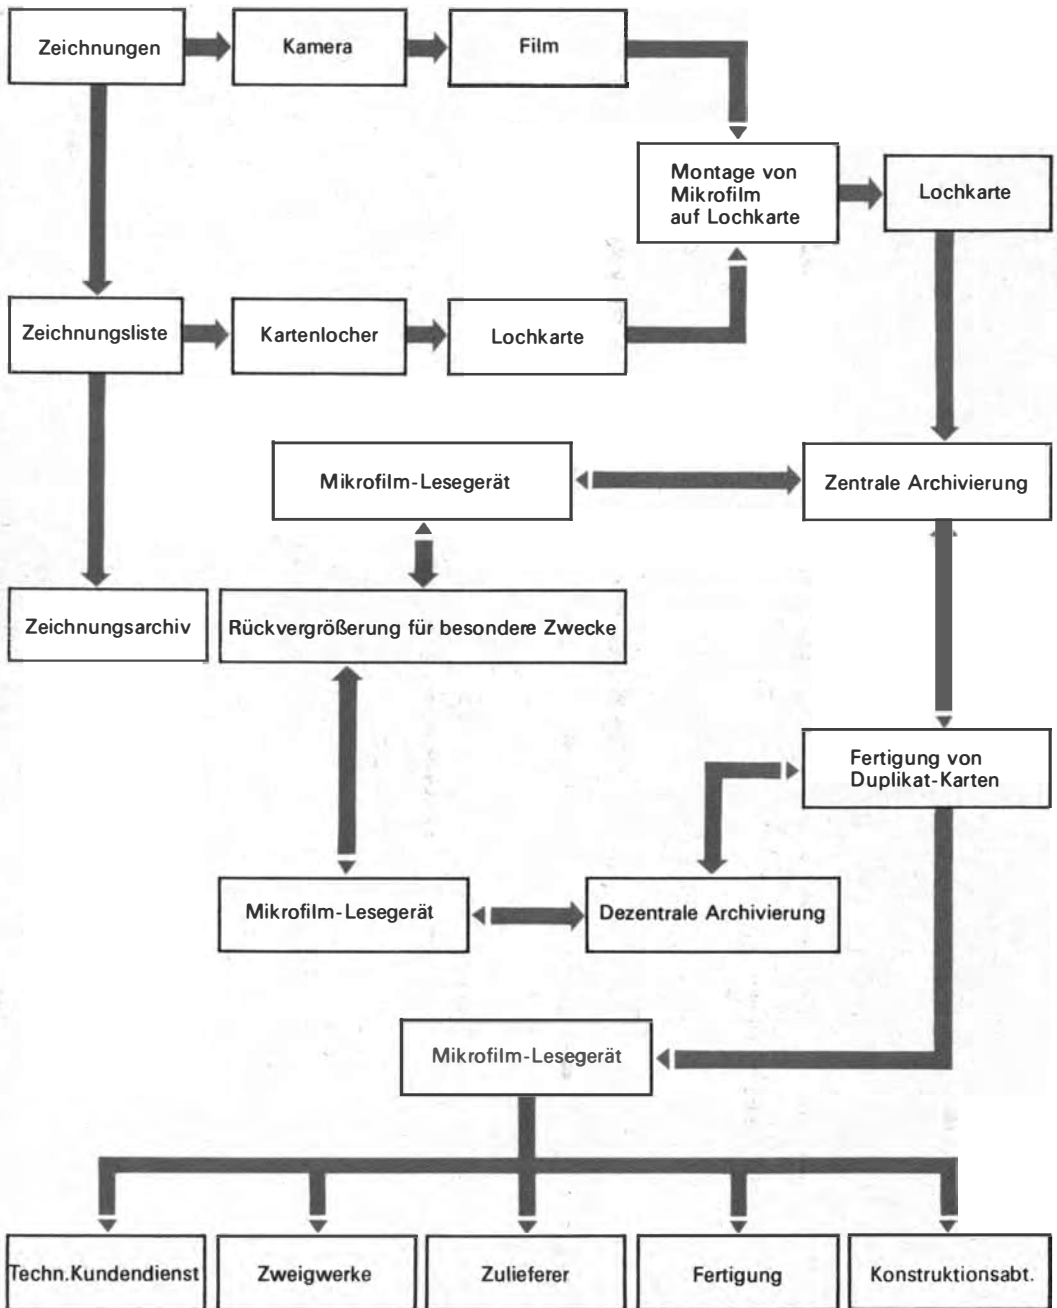 Zeichnungen
Kamera
Film
Montage von
Mikrofilm
auf Lochkarte
Lochkarte
Zeichnungsliste
Kartenlocher
Lochkarte
Mikrofilm-Lesegerät
Zentrale Archivierung
Zeichnungsarchiv
Rückvergrößerung für besondere Zwecke
Fertigung von
Duplikat-Karten
Mikrofilm-Lesegerät
Dezentrale Archivierung
Mikrofilm-Lesegerät
Techn.Kundendienst
Zweigwerke
Zulieferer
Fertigung
Konstruktionsabt.